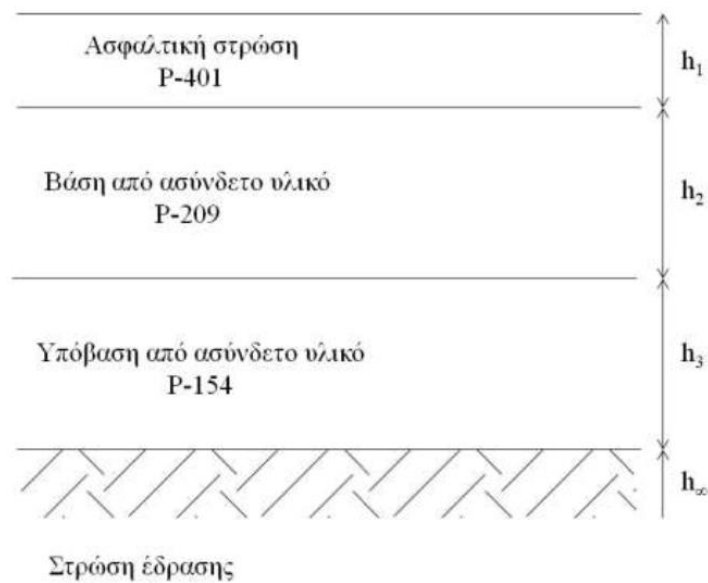 Ασφαλτική στρώση
P-401
h₁
Βάση από ασύνδετο υλικό
P-209
h₂
Υπόβαση από ασύνδετο υλικό
P-154
h₃
h∞
Στρώση έδρασης